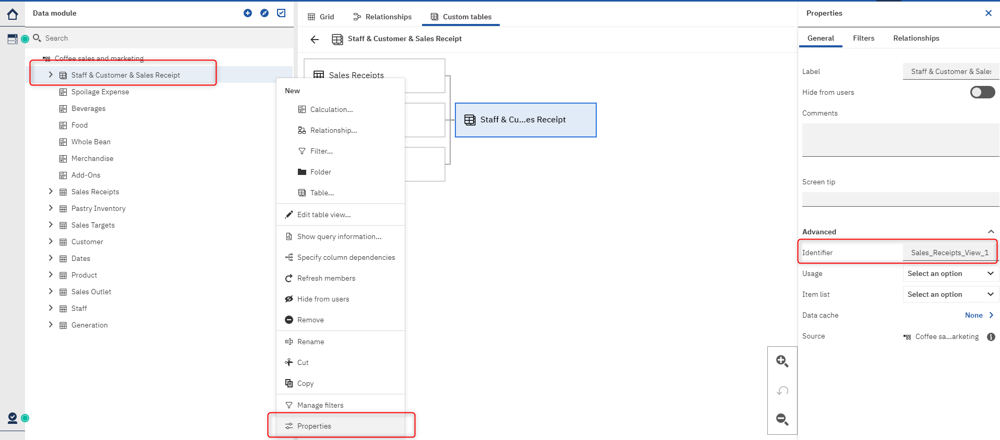 Data module
Search
Coffee sales and marketing
Staff & Customer & Sales Receipt
Spoilage Expense
Beverages
Food
Whole Bean
Merchandise
Add-Ons
Sales Receipts
Pastry Inventory
Sales Targets
Customer
Dates
Product
Sales Outlet
Staff
Generation
Grid
Relationships
Custom tables
Staff & Customer & Sales Receipt
Sales Receipts
Staff & Cu...es Receipt
New
Calculation...
Relationship...
Filter...
Folder
Table...
Edit table view...
Show query information...
Specify column dependencies
Refresh members
Hide from users
Remove
Rename
Cut
Copy
Manage filters
Properties
Properties
General
Filters
Relationships
Label
Staff & Customer & Sales
Hide from users
Comments
Screen tip
Advanced
Identifier
Sales_Receipts_View_1
Usage
Select an option
Item list
Select an option
Data cache
None
Source
Coffee sa...arketing